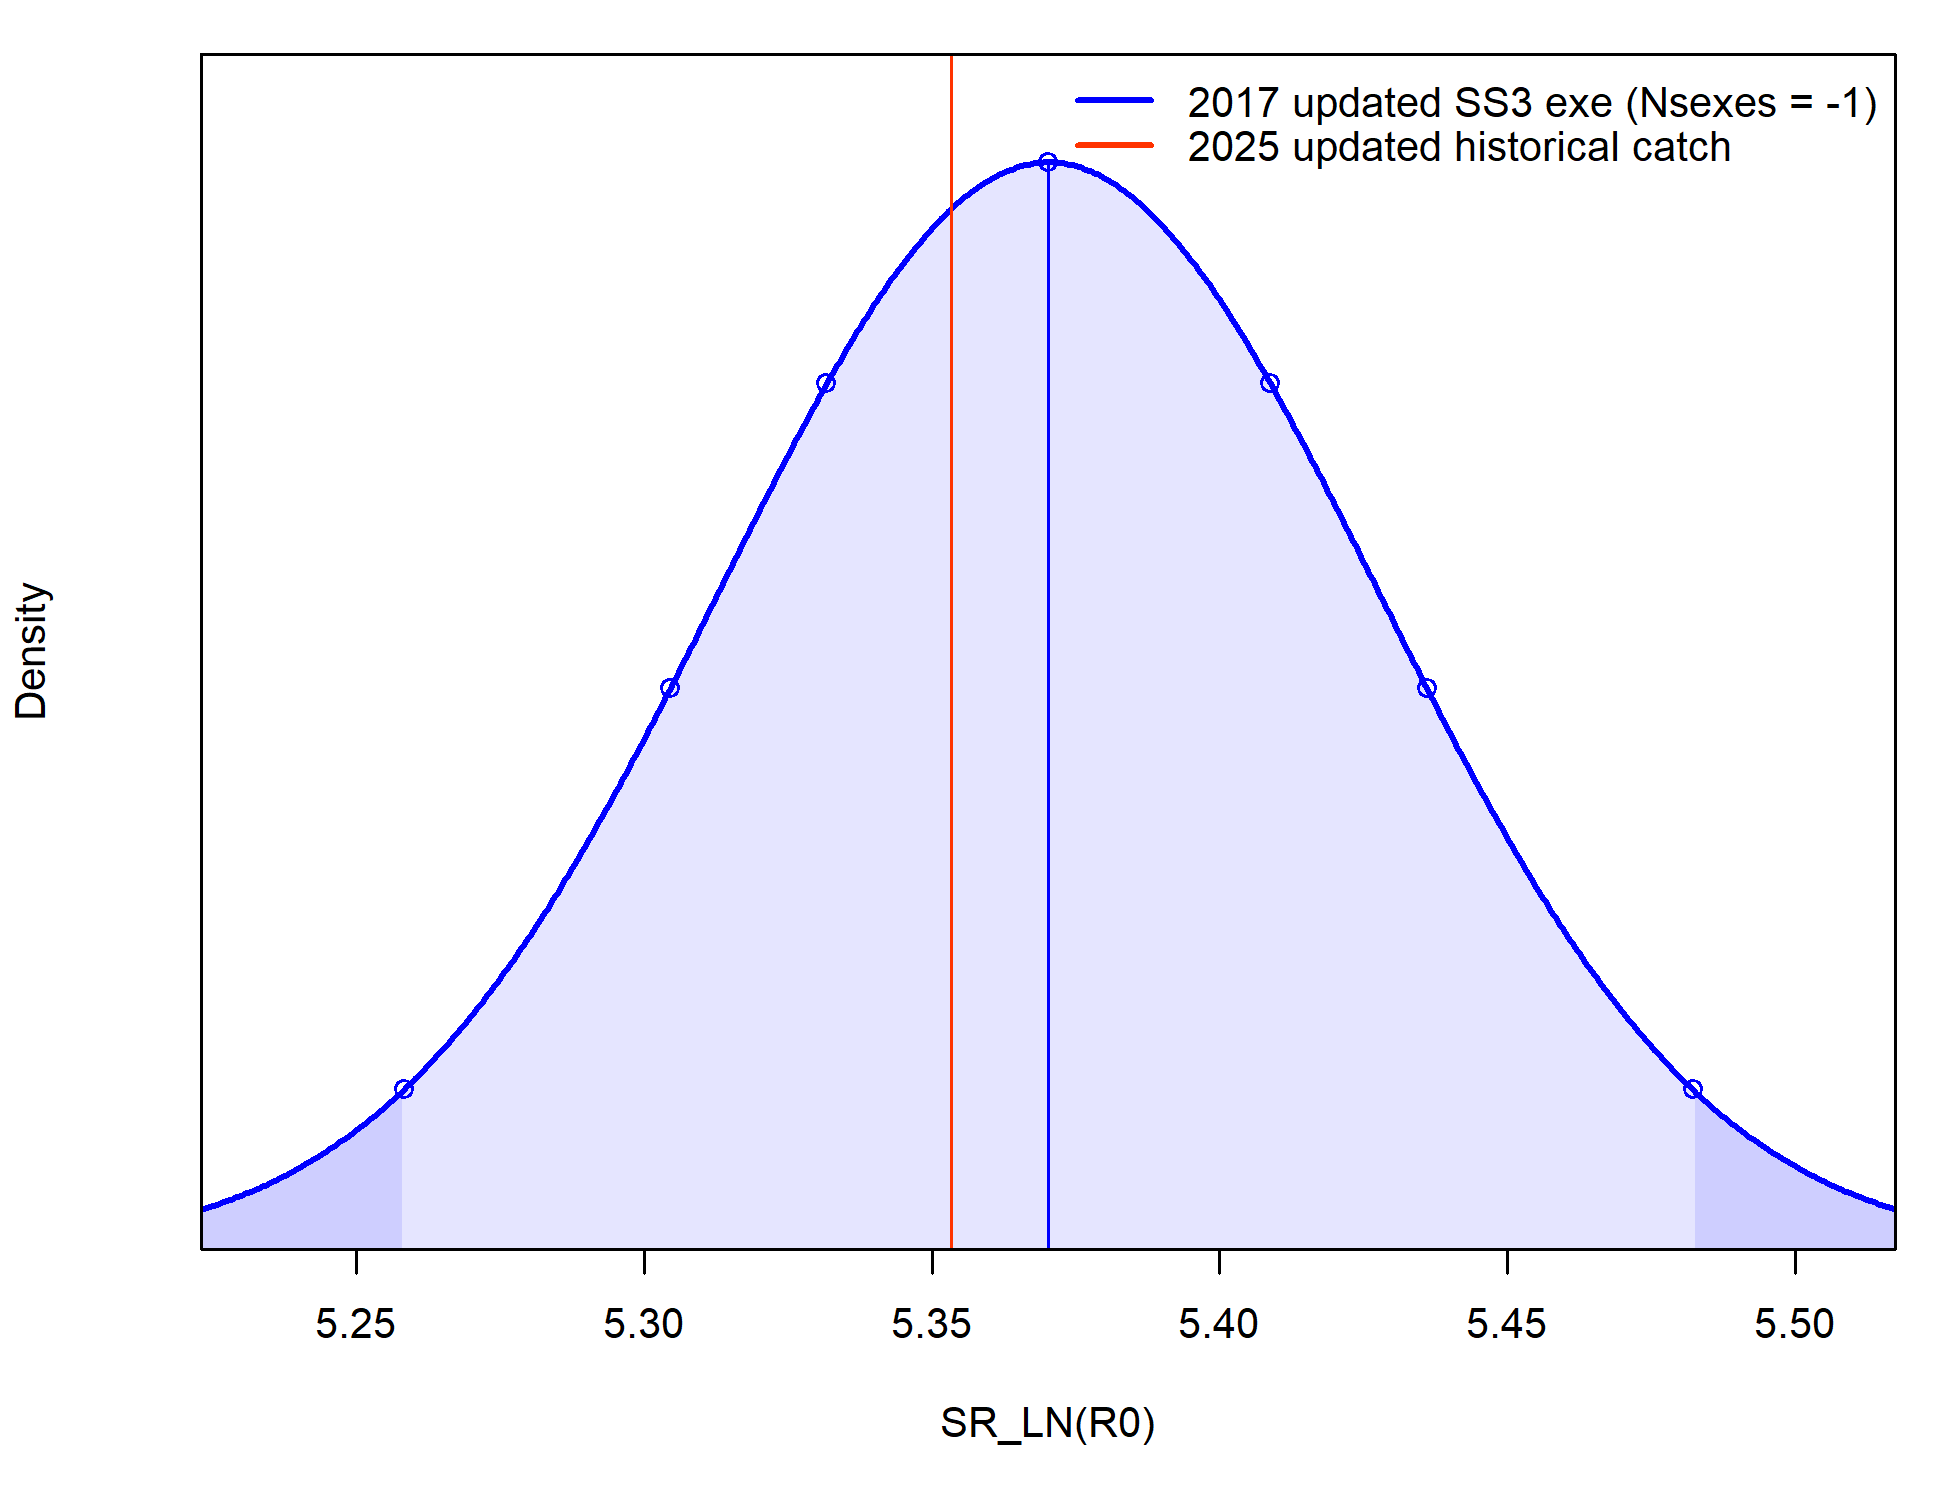 2017 updated SS3 exe (Nsexes = -1)
2025 updated historical catch
Density
5.25 5.30 5.35 5.40 5.45 5.50
SR_LN(R0)